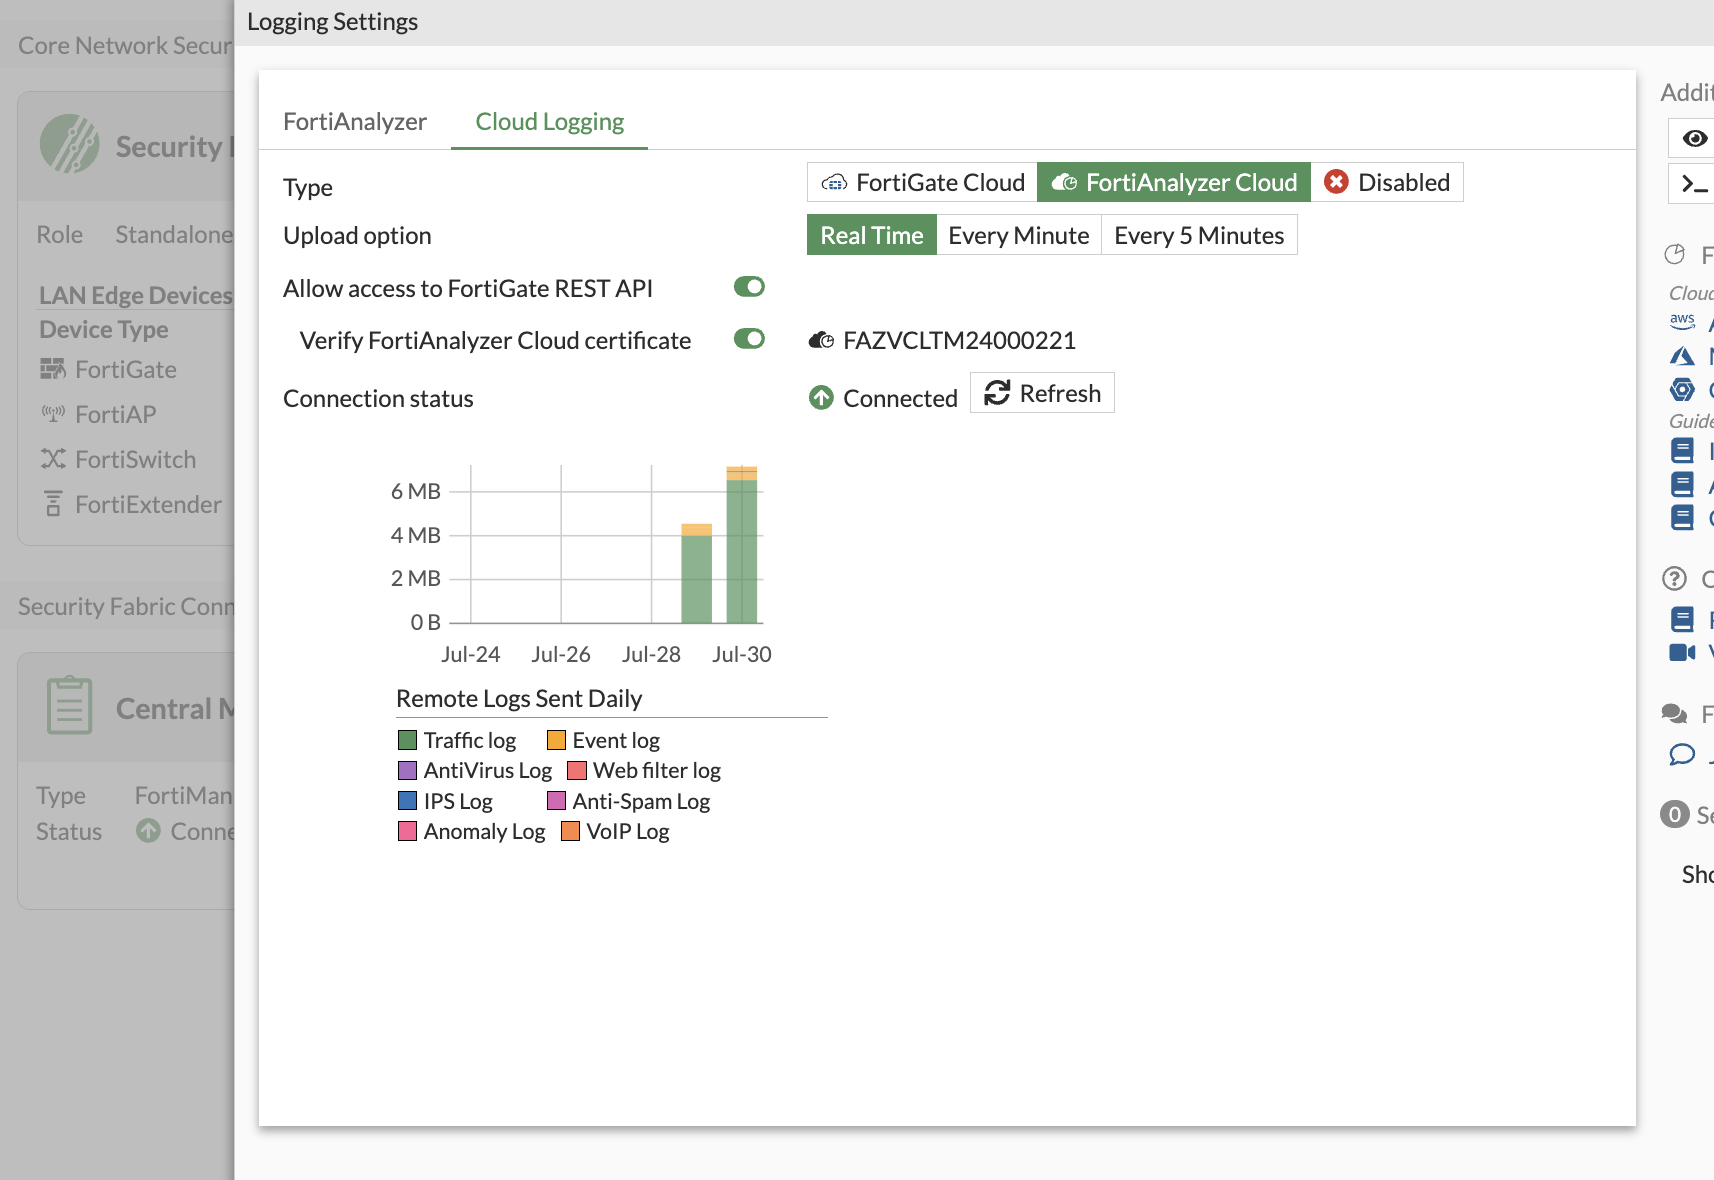 Logging Settings
Core Network Secur
Security
Role Standalone
LAN Edge Devices
Device Type
FortiGate
FortiAP
FortiSwitch
FortiExtender
Security Fabric Conn
Central M
Type FortiMan
Status Conne
FortiAnalyzer Cloud Logging
Type FortiGate Cloud FortiAnalyzer Cloud Disabled
Upload option Real Time Every Minute Every 5 Minutes
Allow access to FortiGate REST API
Verify FortiAnalyzer Cloud certificate FAZVCLTM24000221
Connection status Connected Refresh
6 MB
4 MB
2 MB
0 B
Jul-24 Jul-26 Jul-28 Jul-30
Remote Logs Sent Daily
Traffic log Event log
AntiVirus Log Web filter log
IPS Log Anti-Spam Log
Anomaly Log VoIP Log
Addit
F
Cloud
aws
Guide
F
0 Se
Sho